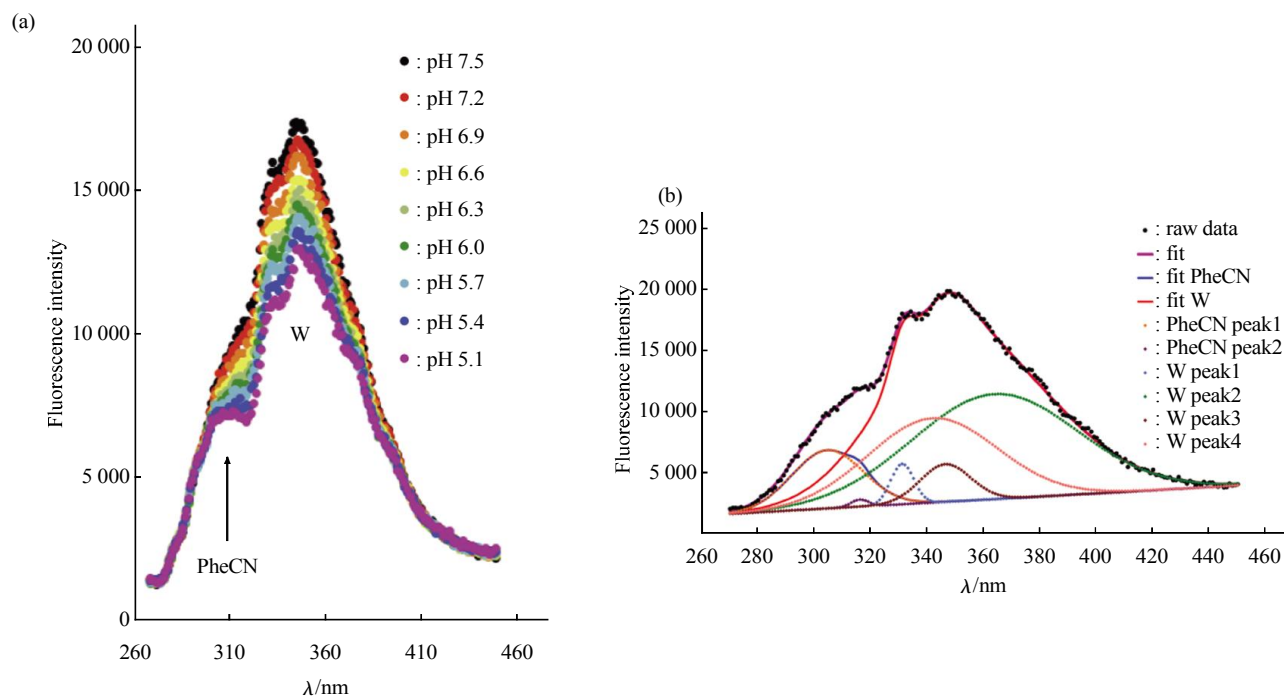 (a)
20 000
15 000
10 000
5 000
0
Fluorescence intensity
260
310
360
410
460
λ/nm
: pH 7.5
: pH 7.2
: pH 6.9
: pH 6.6
: pH 6.3
: pH 6.0
: pH 5.7
: pH 5.4
: pH 5.1
W
PheCN
(b)
25 000
20 000
15 000
10 000
5 000
Fluorescence intensity
260
280
300
320
340
360
380
400
420
440
460
λ/nm
: raw data
: fit
: fit PheCN
: fit W
: PheCN peak1
: PheCN peak2
: W peak1
: W peak2
: W peak3
: W peak4